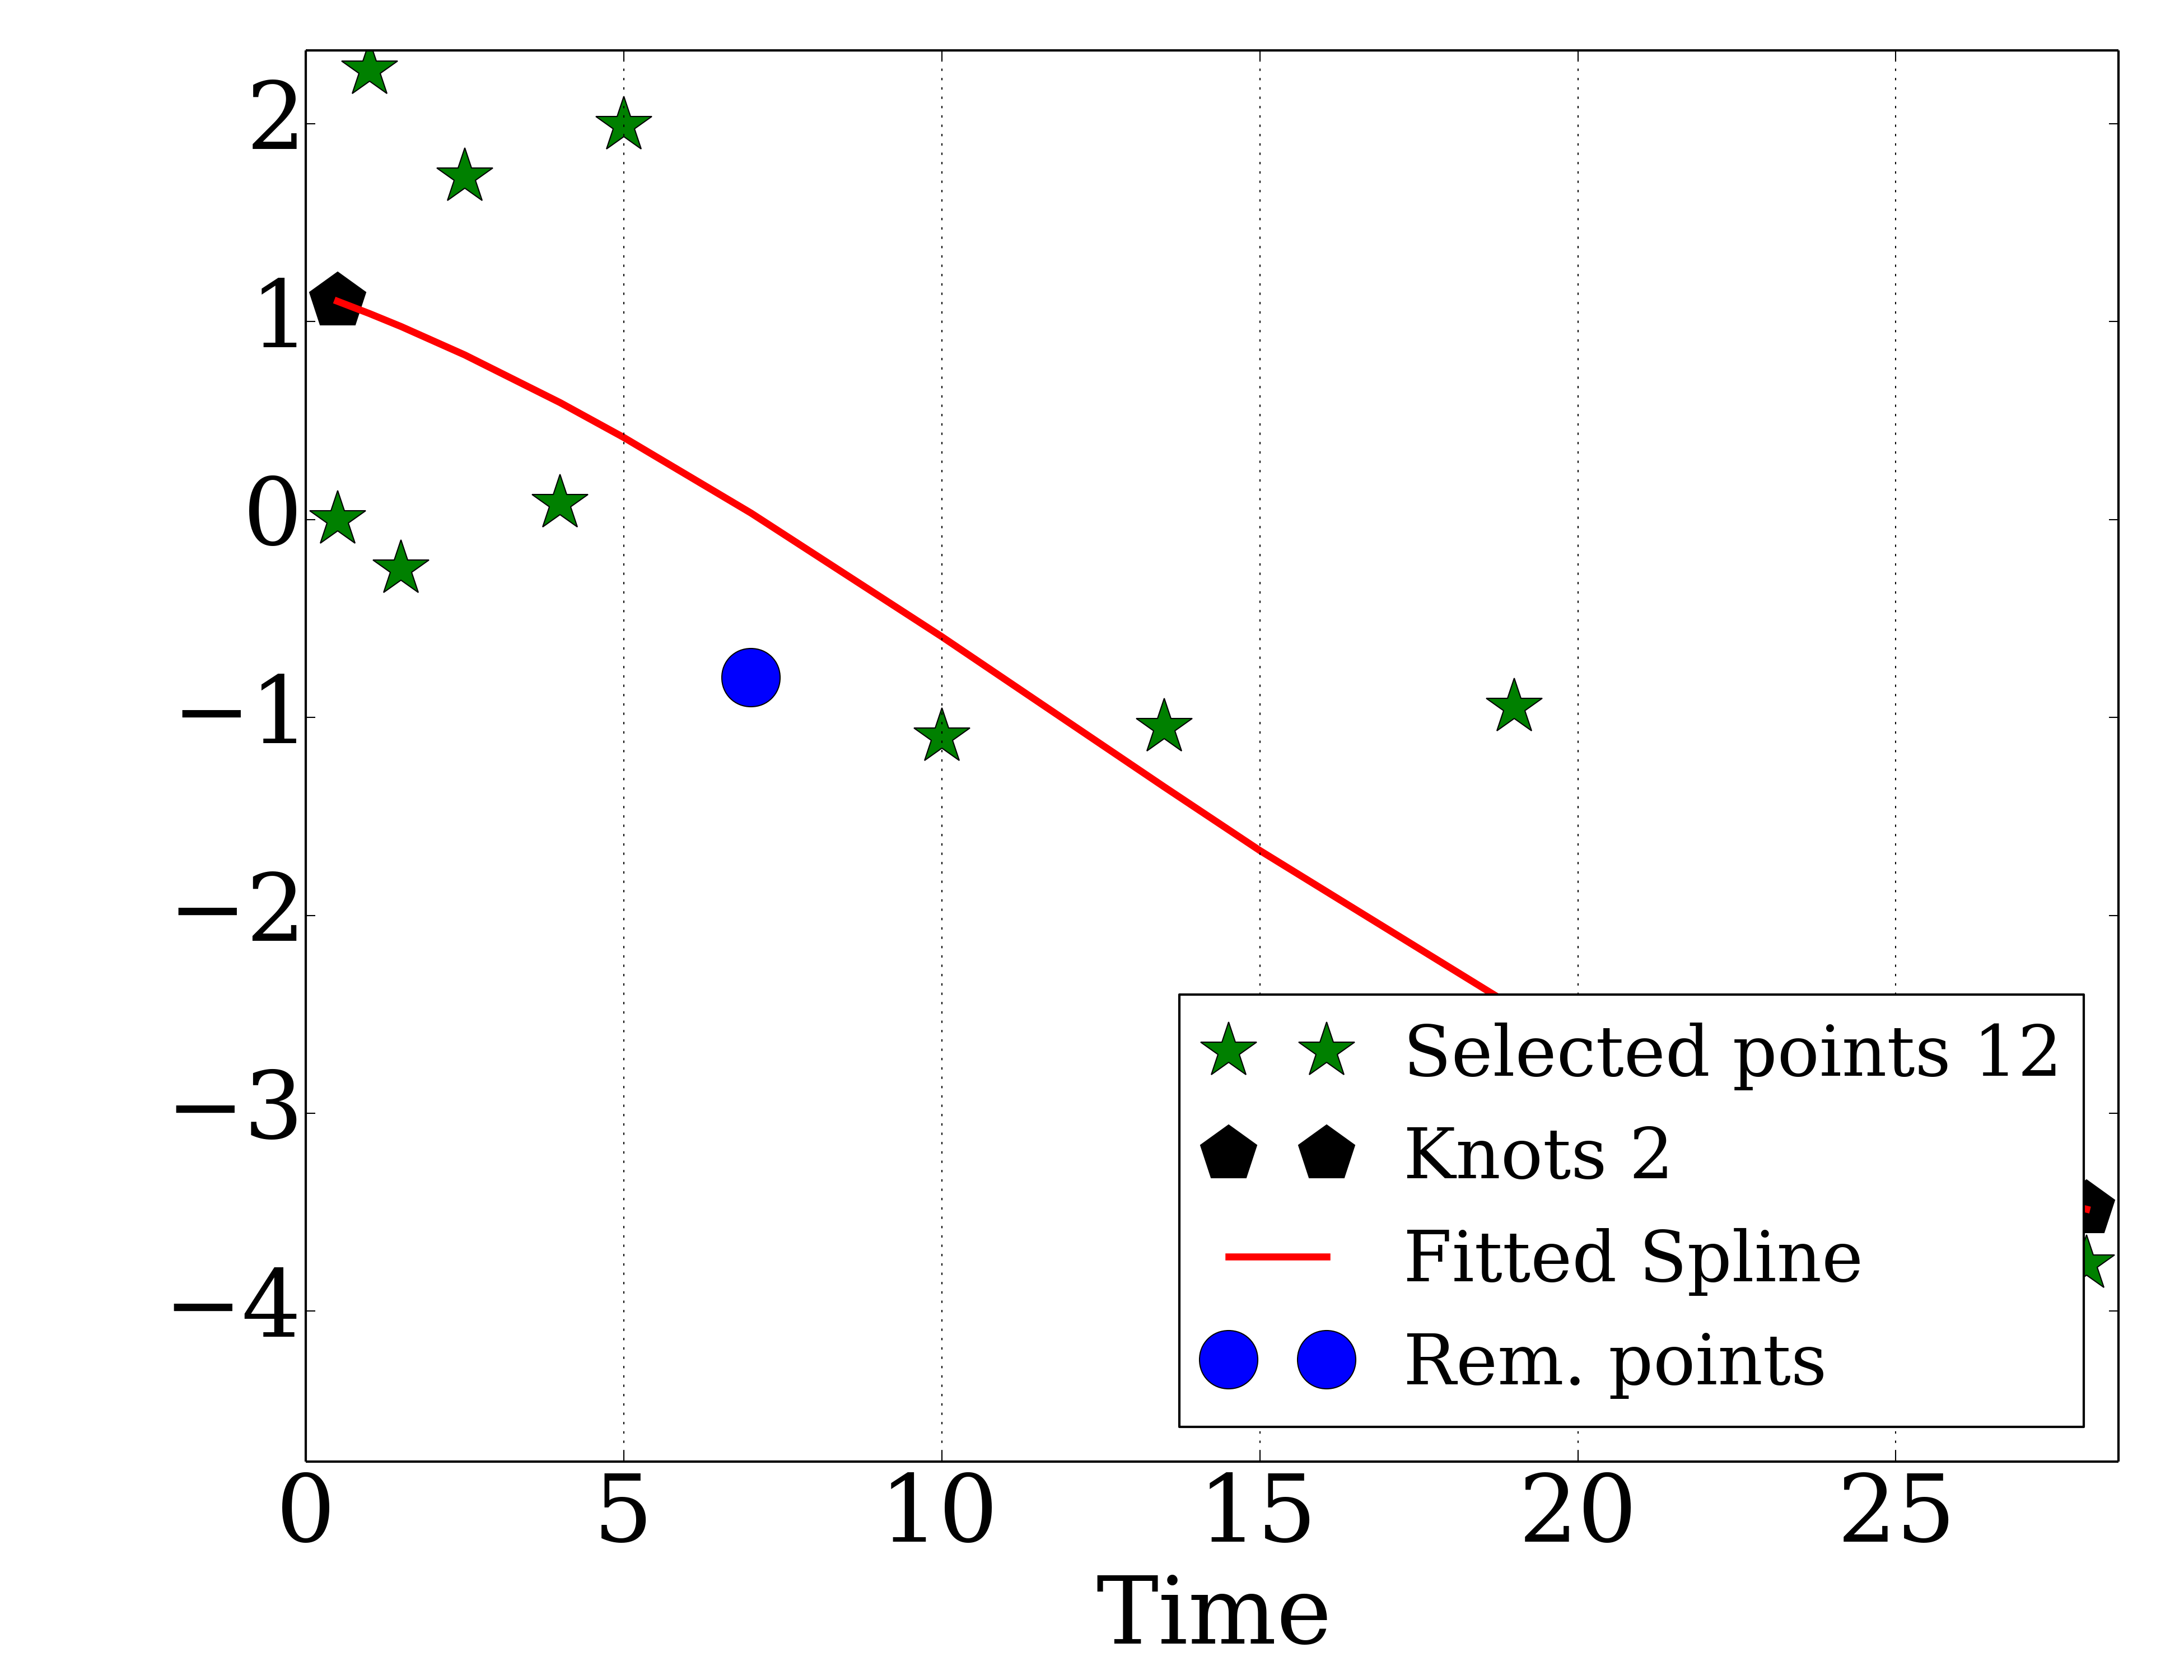 2
1
0
−1
−2
−3
−4
0 5 10 15 20 25
Time
Selected points 12
Knots 2
Fitted Spline
Rem. points